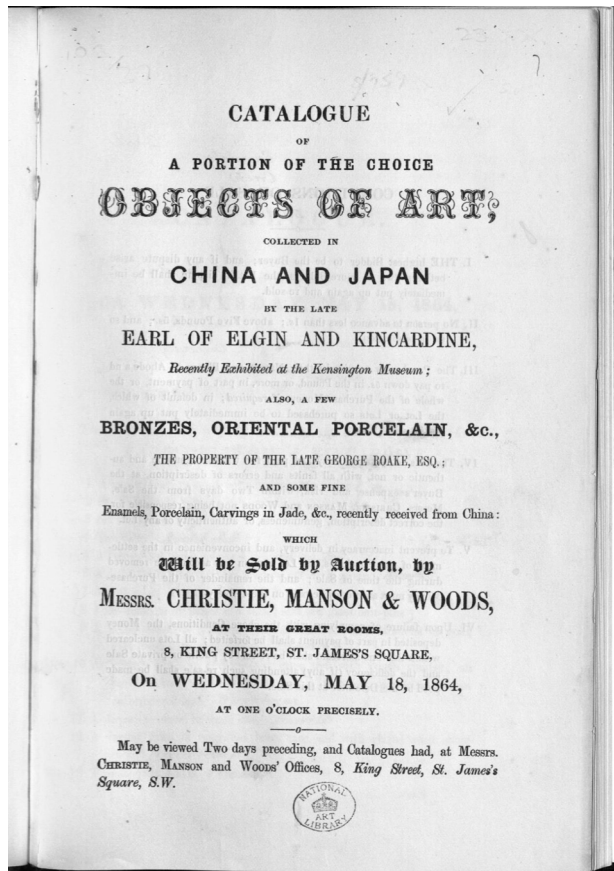 CATALOGUE
OF
A PORTION OF THE CHOICE
OBJECTS OF ART,
COLLECTED IN
CHINA AND JAPAN
BY THE LATE
EARL OF ELGIN AND KINCARDINE,
Recently Exhibited at the Kensington Museum;
ALSO, A FEW
BRONZES, ORIENTAL PORCELAIN, &c.,
THE PROPERTY OF THE LATE GEORGE ROAKE, ESQ.;
AND SOME FINE
Enamels, Porcelain, Carvings in Jade, &c., recently received from China:
WHICH
Will be Sold by Auction, by
MESSRS. CHRISTIE, MANSON & WOODS,
AT THEIR GREAT ROOMS,
8, KING STREET, ST. JAMES'S SQUARE,
On WEDNESDAY, MAY 18, 1864,
AT ONE O'CLOCK PRECISELY.
May be viewed Two days preceding, and Catalogues had, at Messrs.
CHRISTIE, MANSON and WOODS' Offices, 8, King Street, St. James's
Square, S.W.
NATIONAL
ART
LIBRARY